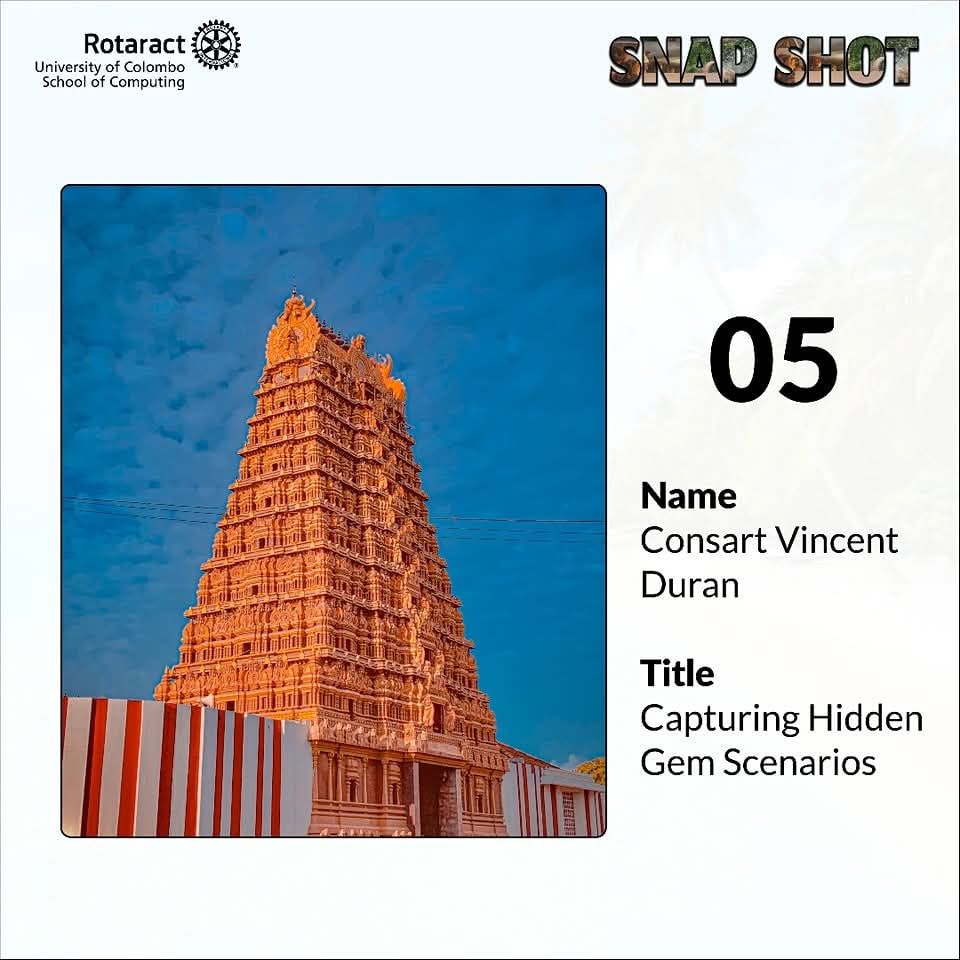 Rotaract
University of Colombo
School of Computing
SNAP SHOT
05
Name
Consart Vincent
Duran
Title
Capturing Hidden
Gem Scenarios